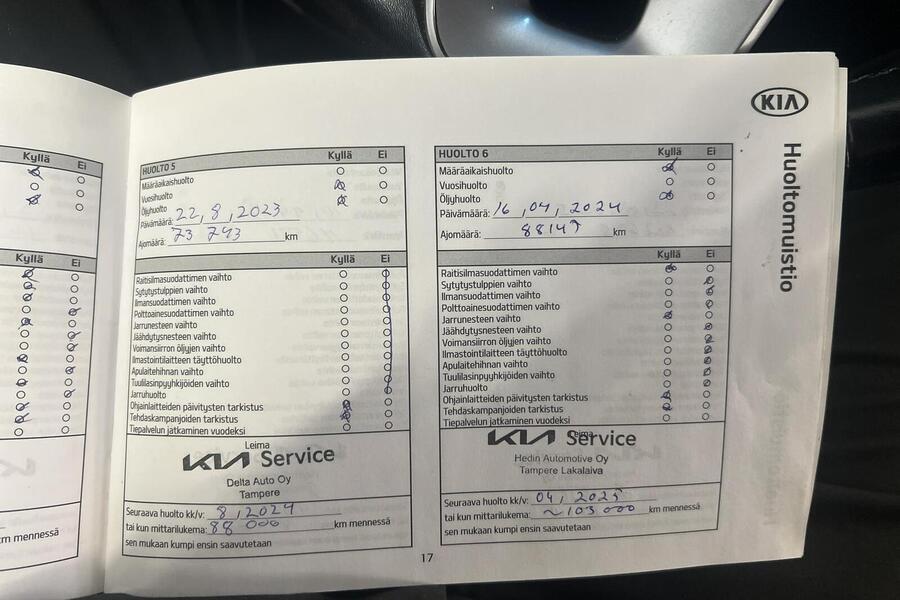 Kyllä Ei
Kyllä Ei
km mennessä
HUOLTO 5 Kyllä Ei
Määräaikaishuolto
Vuosihuolto
Öljyhuolto
Päivämäärä: 22, 8, 2023
Ajomäärä: 73 743 km
Kyllä Ei
Raitisilmasuodattimen vaihto
Sytytystulppien vaihto
Ilmansuodattimen vaihto
Polttoainesuodattimen vaihto
Jarrunesteen vaihto
Jäähdytysnesteen vaihto
Voimansiirron öljyjen vaihto
Ilmastointilaitteen täyttöhuolto
Apulaitehihnan vaihto
Tuulilasinpyyhkijöiden vaihto
Jarruhuolto
Ohjainlaitteiden päivitysten tarkistus
Tehdaskampanjoiden tarkistus
Tiepalvelun jatkaminen vuodeksi
Leima
KIA Service
Delta Auto Oy
Tampere
Seuraava huolto kk/v: 8, 2024
tai kun mittarilukema: 88 000 km mennessä
sen mukaan kumpi ensin saavutetaan
HUOLTO 6 Kyllä Ei
Määräaikaishuolto
Vuosihuolto
Öljyhuolto
Päivämäärä: 16, 04, 2024
Ajomäärä: 88147 km
Kyllä Ei
Raitisilmasuodattimen vaihto
Sytytystulppien vaihto
Ilmansuodattimen vaihto
Polttoainesuodattimen vaihto
Jarrunesteen vaihto
Jäähdytysnesteen vaihto
Voimansiirron öljyjen vaihto
Ilmastointilaitteen täyttöhuolto
Apulaitehihnan vaihto
Tuulilasinpyyhkijöiden vaihto
Jarruhuolto
Ohjainlaitteiden päivitysten tarkistus
Tehdaskampanjoiden tarkistus
Tiepalvelun jatkaminen vuodeksi
Leima
KIA Service
Hedin Automotive Oy
Tampere Lakalaiva
Seuraava huolto kk/v: 04, 2025
tai kun mittarilukema: ~103 000 km mennessä
sen mukaan kumpi ensin saavutetaan
17
KIA
Huoltomuistio